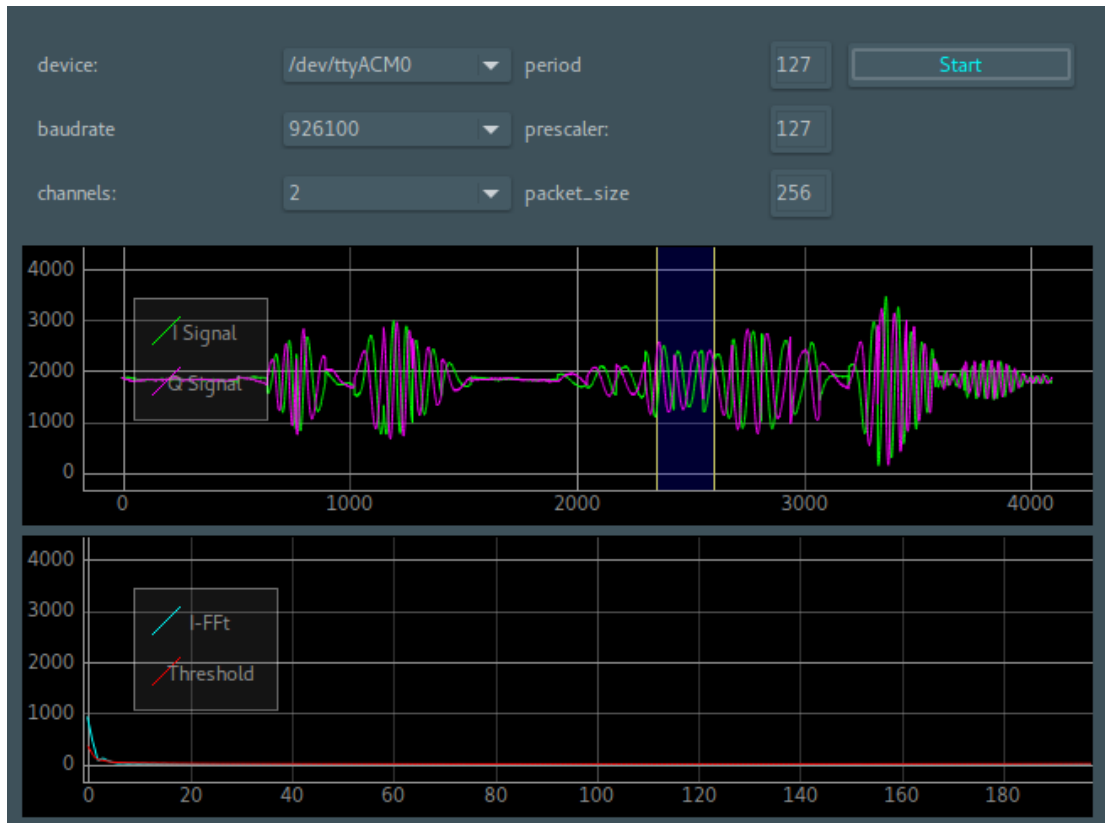 device: /dev/ttyACM0 period 127 Start
baudrate 926100 prescaler: 127
channels: 2 packet_size 256
4000
3000
I Signal
2000
Q Signal
1000
0
0 1000 2000 3000 4000
4000
3000
I-FFt
2000
Threshold
1000
0
0 20 40 60 80 100 120 140 160 180